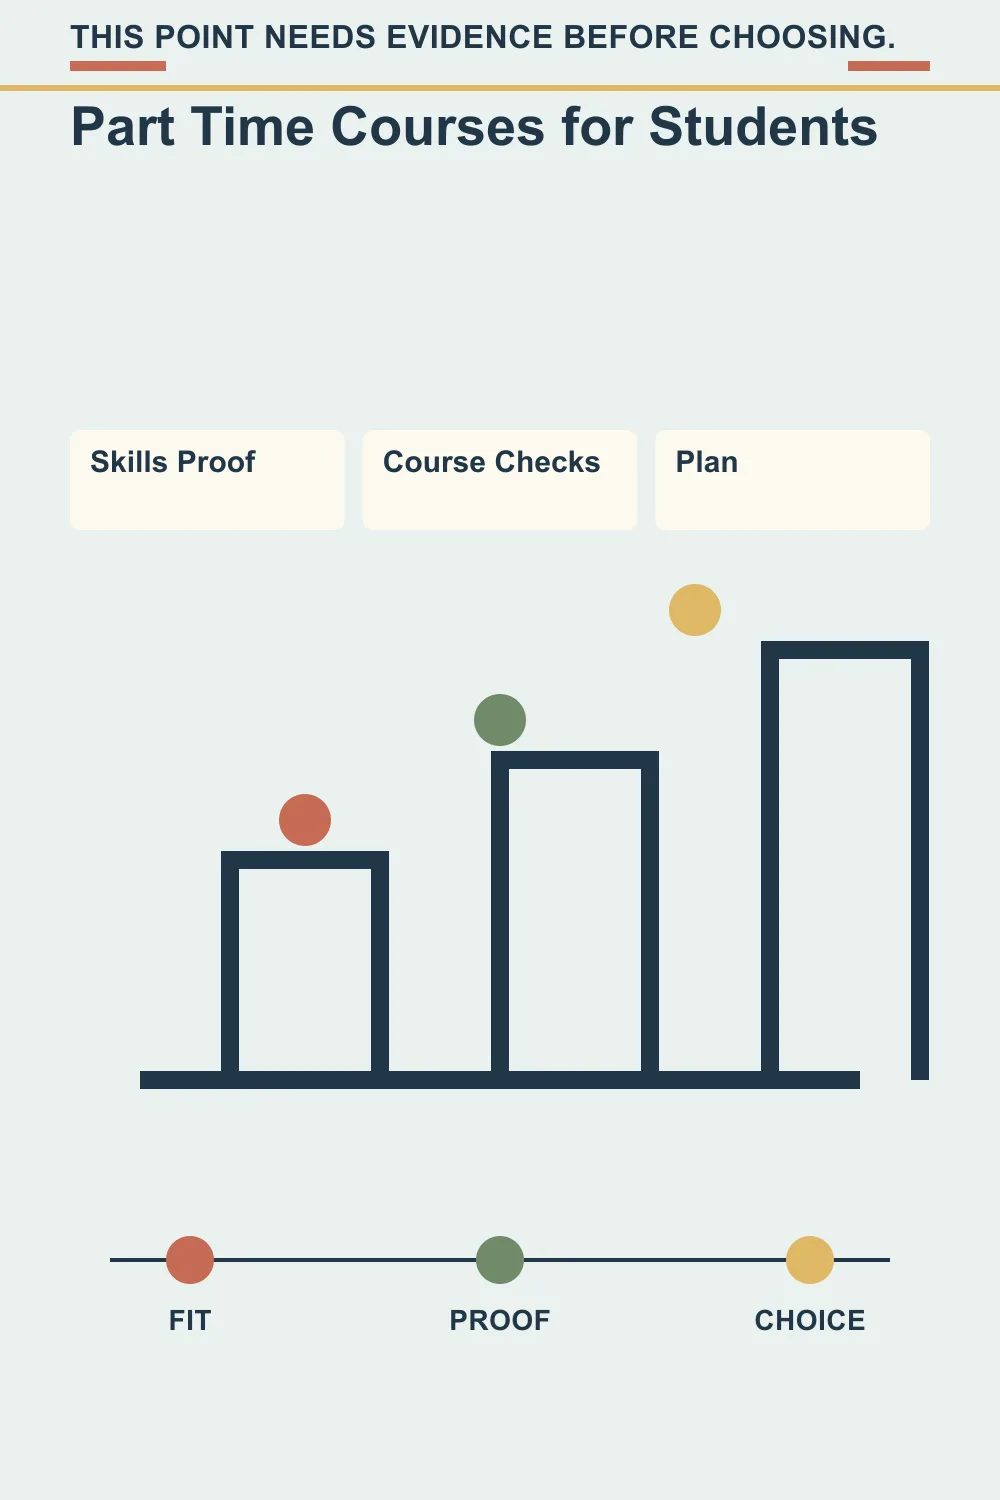 THIS POINT NEEDS EVIDENCE BEFORE CHOOSING.
Part Time Courses for Students
Skills Proof
Course Checks
Plan
FIT
PROOF
CHOICE